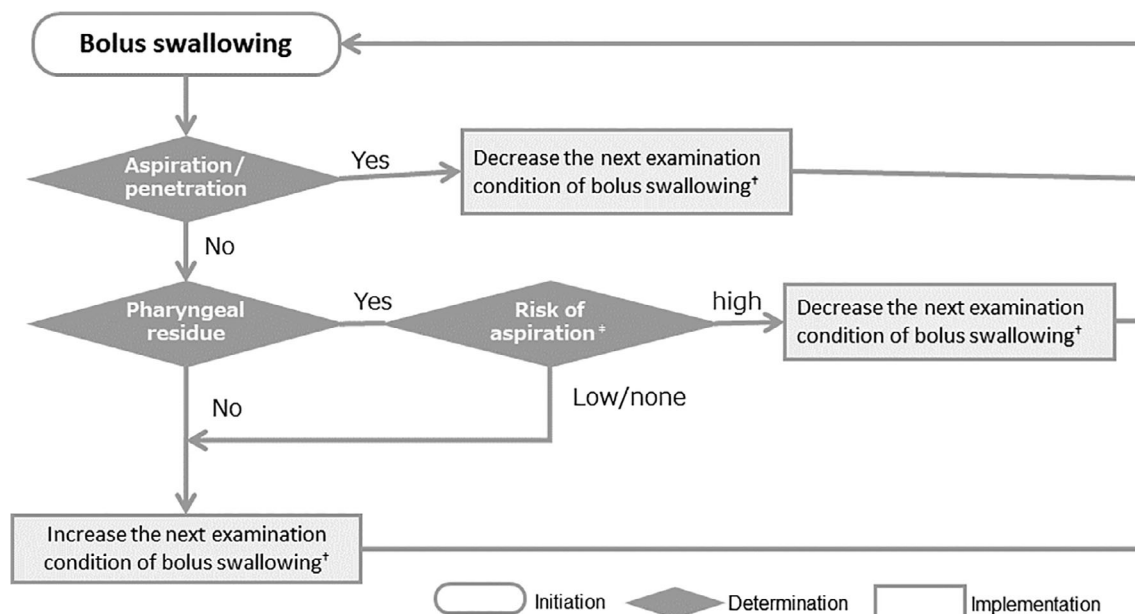 Bolus swallowing
Aspiration/
penetration
Yes
Decrease the next examination
condition of bolus swallowing†
No
Pharyngeal
residue
Yes
Risk of
aspiration‡
high
Decrease the next examination
condition of bolus swallowing†
No
Low/none
Increase the next examination
condition of bolus swallowing†
Initiation
Determination
Implementation